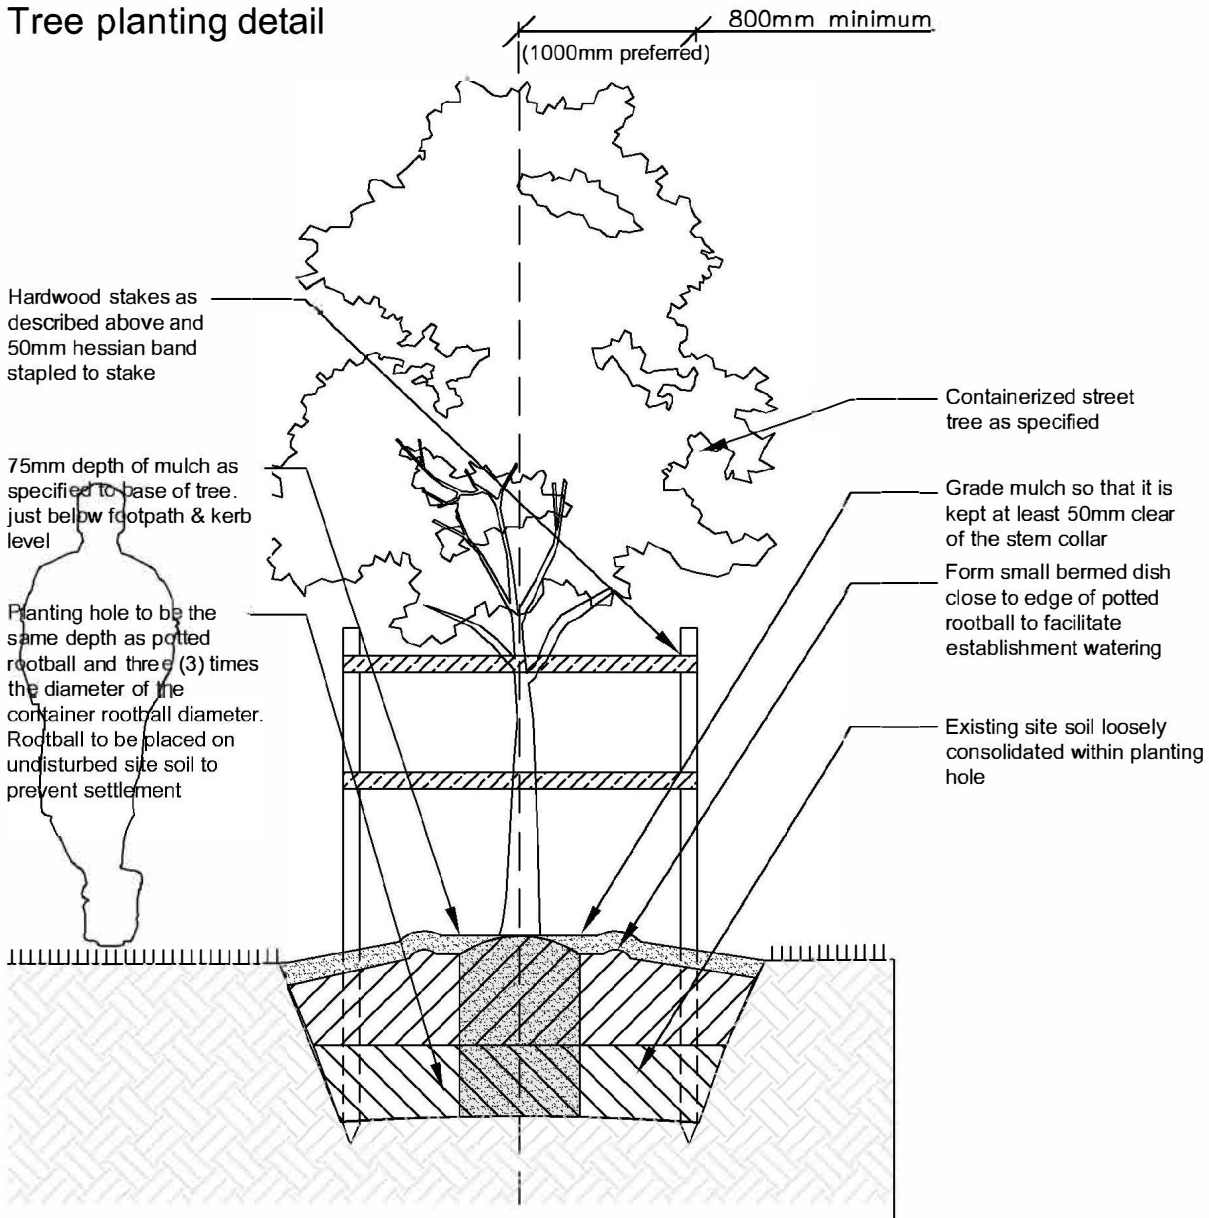 Tree planting detail
800mm minimum
(1000mm preferred)
Hardwood stakes as
described above and
50mm hessian band
stapled to stake
75mm depth of mulch as
specified to base of tree.
just below footpath & kerb
level
Planting hole to be the
same depth as potted
rootball and three (3) times
the diameter of the
container rootball diameter.
Rootball to be placed on
undisturbed site soil to
prevent settlement
Containerized street
tree as specified
Grade mulch so that it is
kept at least 50mm clear
of the stem collar
Form small bermed dish
close to edge of potted
rootball to facilitate
establishment watering
Existing site soil loosely
consolidated within planting
hole